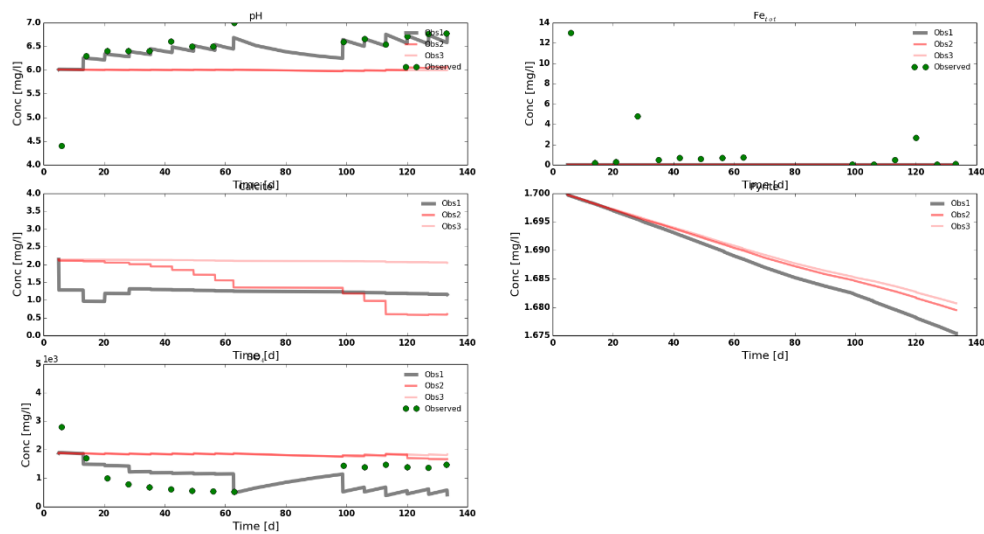 pH
Conc [mg/l]
7.0
6.5
6.0
5.5
5.0
4.5
4.0
Obs1
Obs2
Obs3
Observed
0 20 40 60 80 100 120 140
Time [d]
Fe_tot
Conc [mg/l]
14
12
10
8
6
4
2
0
Obs1
Obs2
Obs3
Observed
0 20 40 60 80 100 120 140
Time [d]
Calcite
Conc [mg/l]
4.0
3.5
3.0
2.5
2.0
1.5
1.0
0.5
0.0
Obs1
Obs2
Obs3
0 20 40 60 80 100 120 140
Time [d]
Pyrite
Conc [mg/l]
1.700
1.695
1.690
1.685
1.680
1.675
Obs1
Obs2
Obs3
0 20 40 60 80 100 120 140
Time [d]
1e3
Conc [mg/l]
5
4
3
2
1
0
Obs1
Obs2
Obs3
Observed
0 20 40 60 80 100 120 140
Time [d]